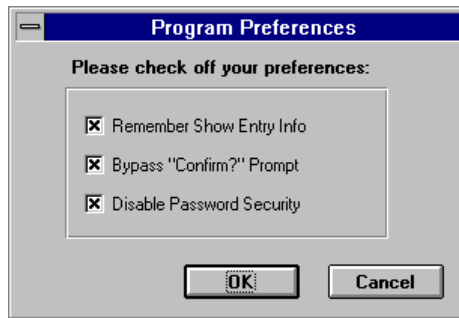 Program Preferences
Please check off your preferences:
Remember Show Entry Info
Bypass "Confirm?" Prompt
Disable Password Security
OK Cancel